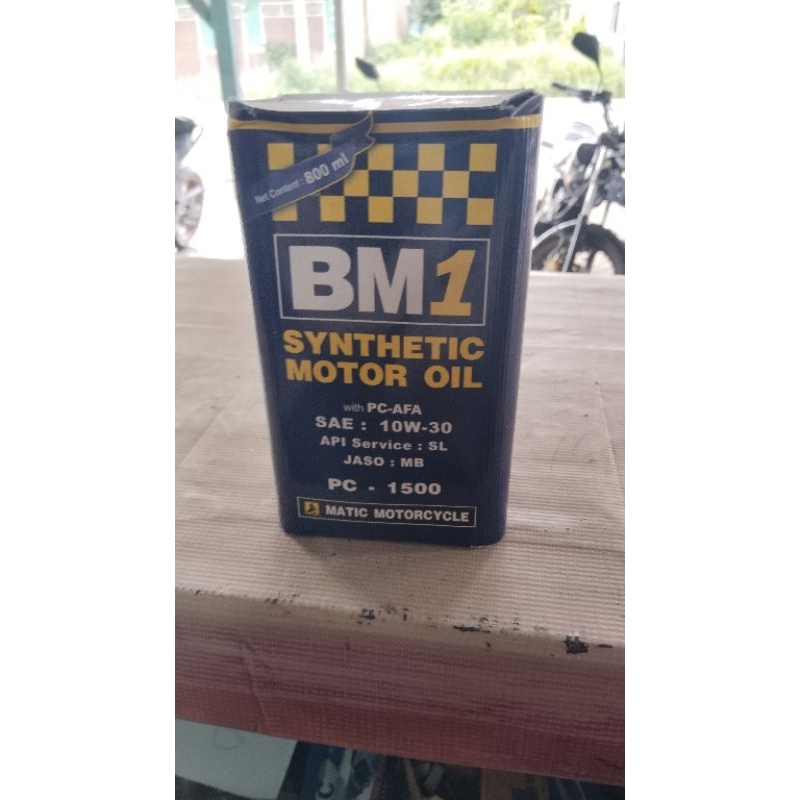 Net Content : 800 ml
BM1
SYNTHETIC
MOTOR OIL
with PC-AFA
SAE : 10W-30
API Service : SL
JASO : MB
PC - 1500
MATIC MOTORCYCLE